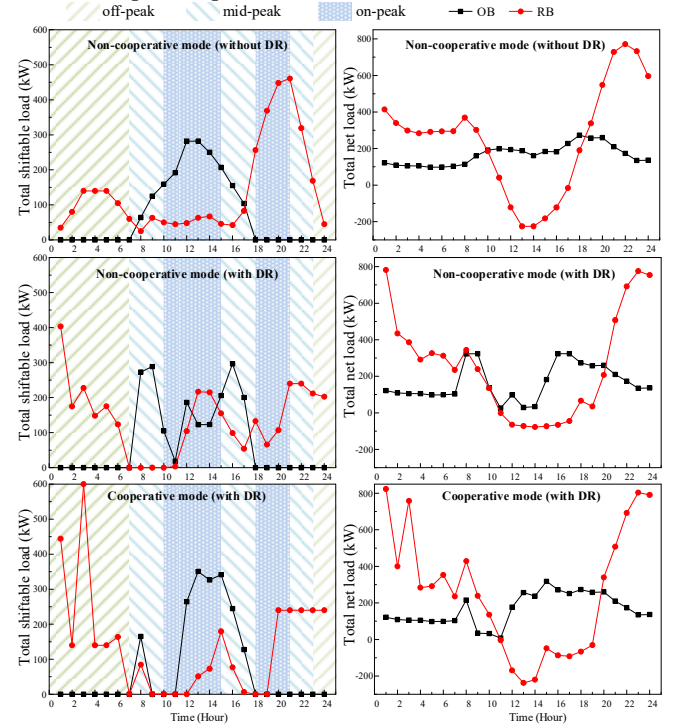 off-peak mid-peak on-peak OB RB
Non-cooperative mode (without DR)
Total shiftable load (kW)
600
500
400
300
200
100
0
0 2 4 6 8 10 12 14 16 18 20 22 24
Non-cooperative mode (without DR)
Total net load (kW)
800
600
400
200
0
-200
0 2 4 6 8 10 12 14 16 18 20 22 24
Non-cooperative mode (with DR)
Total shiftable load (kW)
600
500
400
300
200
100
0
0 2 4 6 8 10 12 14 16 18 20 22 24
Non-cooperative mode (with DR)
Total net load (kW)
800
600
400
200
0
-200
0 2 4 6 8 10 12 14 16 18 20 22 24
Cooperative mode (with DR)
Total shiftable load (kW)
600
500
400
300
200
100
0
0 2 4 6 8 10 12 14 16 18 20 22 24
Time (Hour)
Cooperative mode (with DR)
Total net load (kW)
800
600
400
200
0
-200
0 2 4 6 8 10 12 14 16 18 20 22 24
Time (Hour)